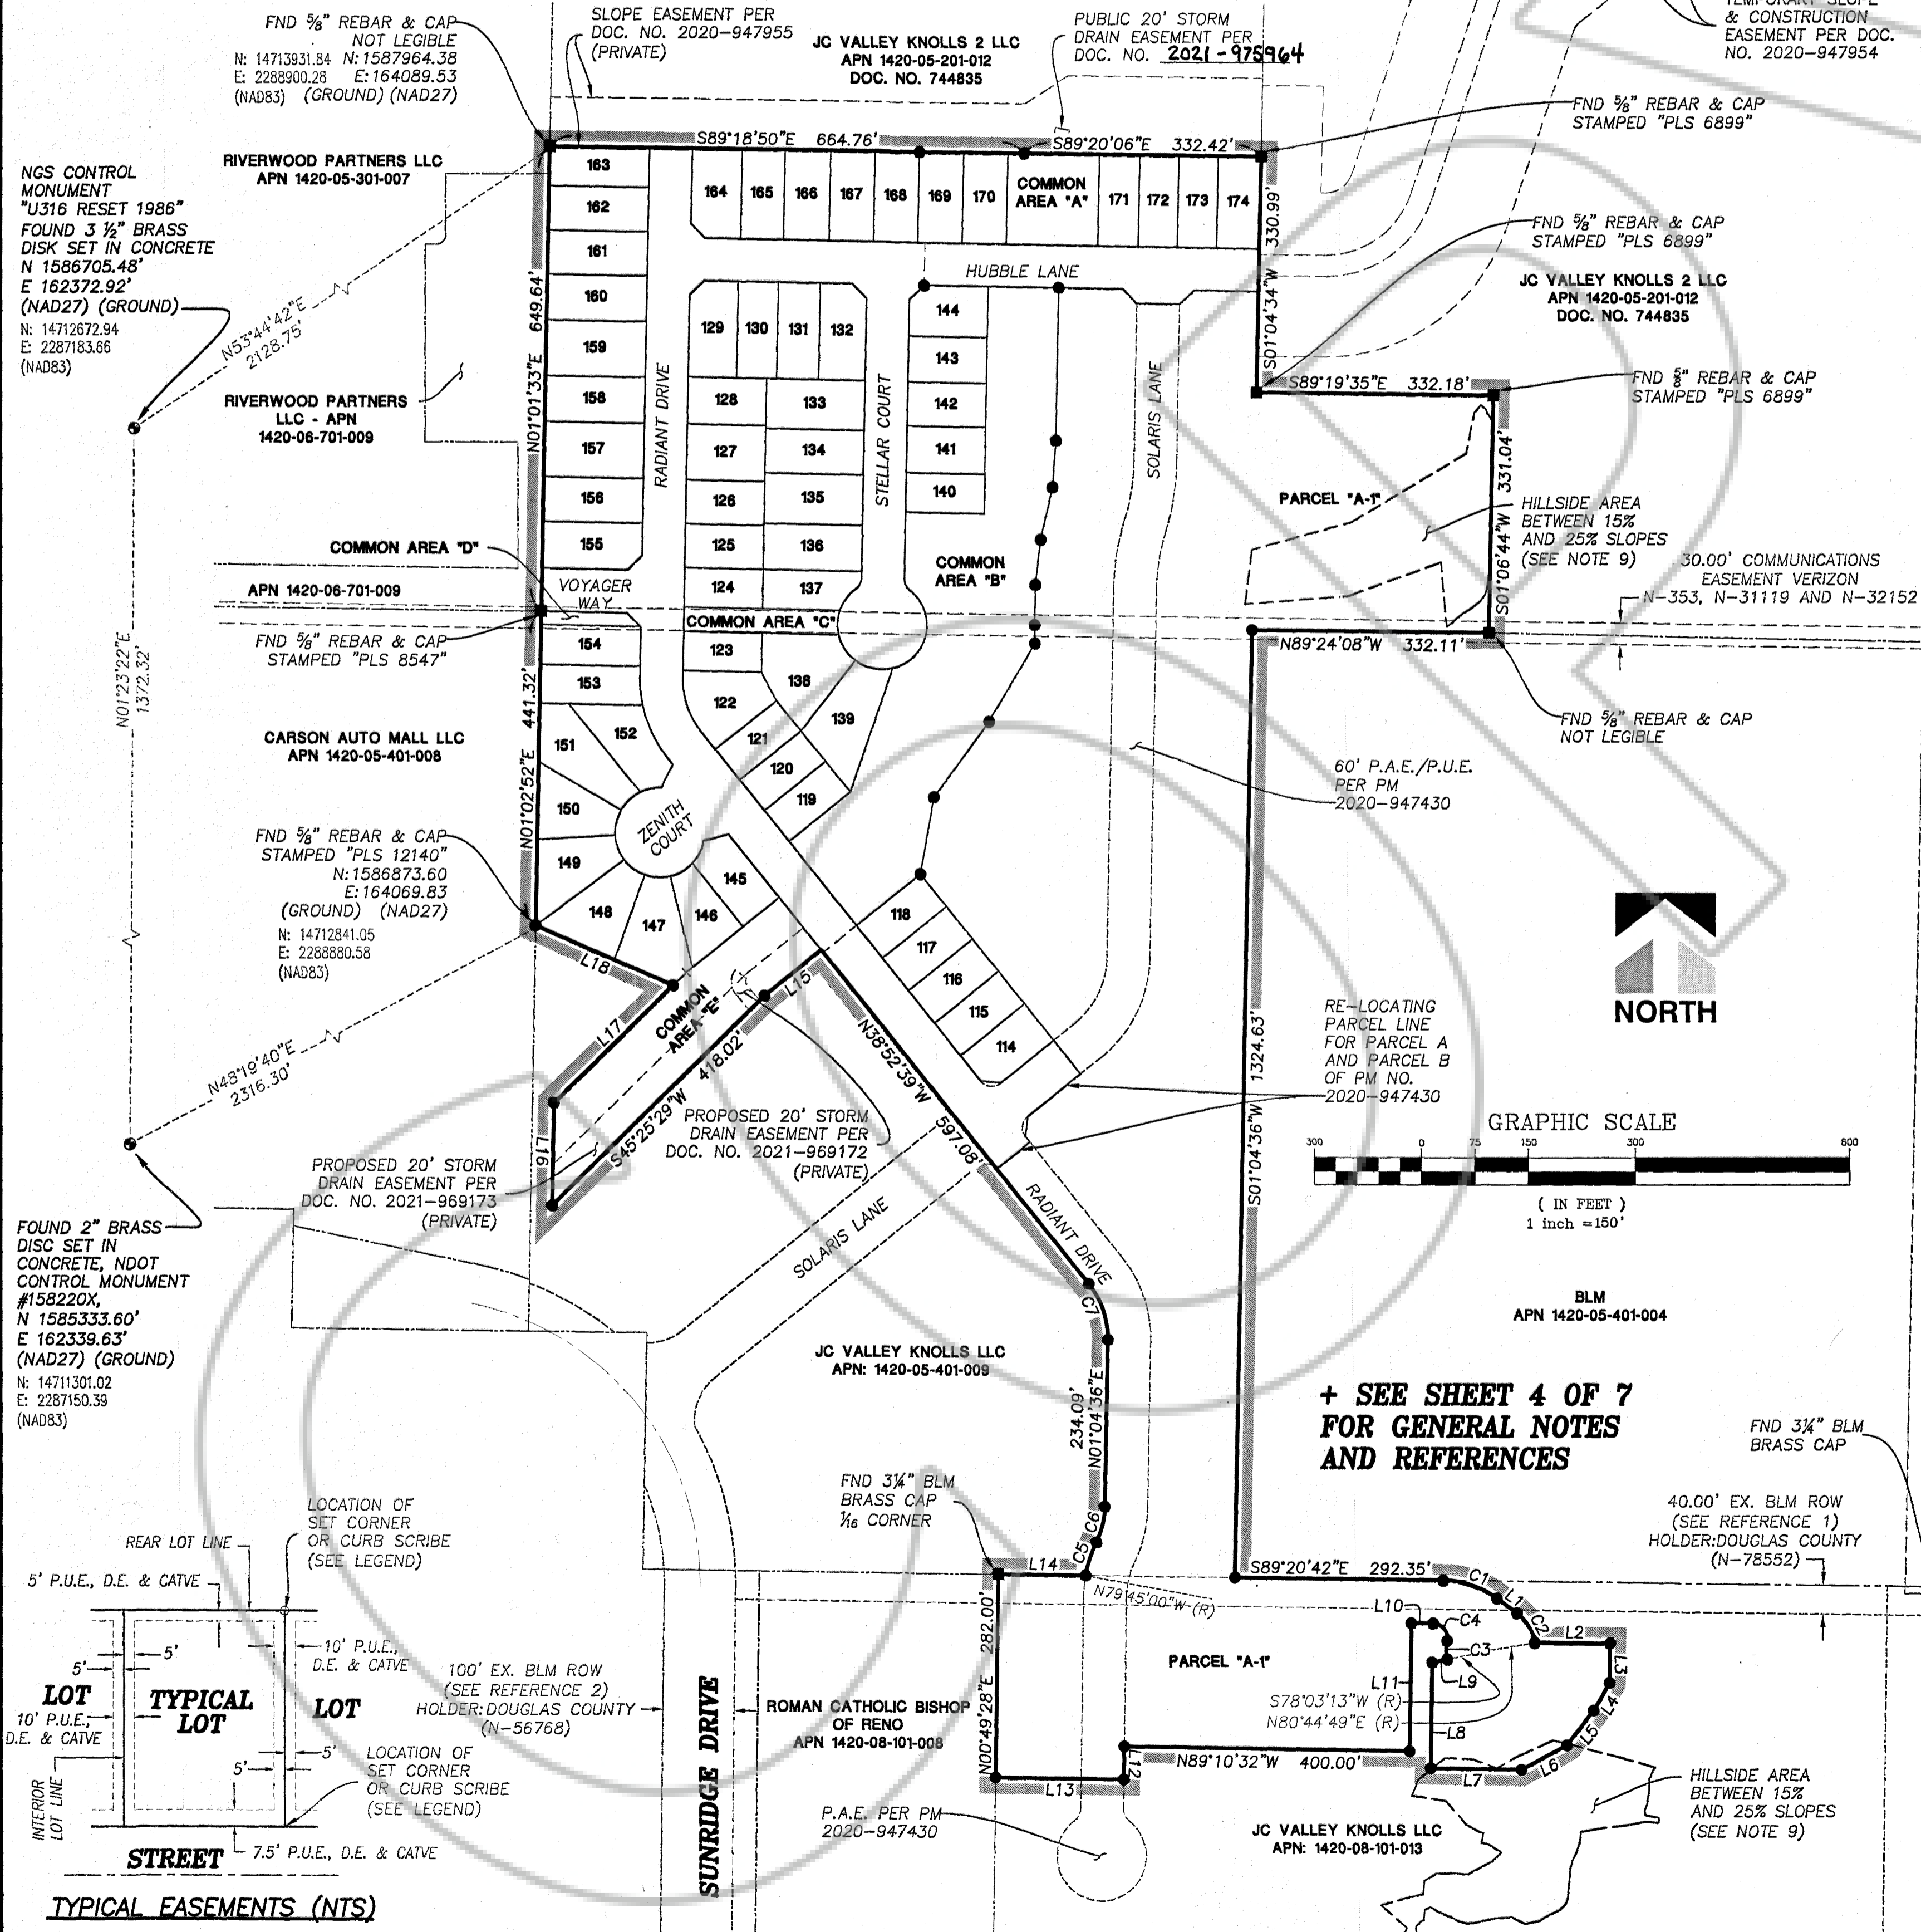 FND 5/8" REBAR & CAP
NOT LEGIBLE
N: 14713931.84 N:1587964.38
E: 2288900.28 E:164089.53
(NAD83) (GROUND) (NAD27)
SLOPE EASEMENT PER
DOC. NO. 2020-947955
(PRIVATE)
JC VALLEY KNOLLS 2 LLC
APN 1420-05-201-012
DOC. NO. 744835
PUBLIC 20' STORM
DRAIN EASEMENT PER
DOC. NO. 2021-975964
TEMPORARY SLOPE
& CONSTRUCTION
EASEMENT PER DOC.
NO. 2020-947954
FND 5/8" REBAR & CAP
STAMPED "PLS 6899"
S89°18'50"E 664.76'
S89°20'06"E 332.42'
RIVERWOOD PARTNERS LLC
APN 1420-05-301-007
NGS CONTROL
MONUMENT
"U316 RESET 1986"
FOUND 3 ½" BRASS
DISK SET IN CONCRETE
N 1586705.48'
E 162372.92'
(NAD27) (GROUND)
N: 14712672.94
E: 2287183.66
(NAD83)
N53°44'42"E
2128.75'
163
162
161
160
159
158
157
156
155
164
165
166
167
168
169
170
COMMON
AREA "A"
171
172
173
174
S01°04'34"W 330.99'
FND 5/8" REBAR & CAP
STAMPED "PLS 6899"
JC VALLEY KNOLLS 2 LLC
APN 1420-05-201-012
DOC. NO. 744835
HUBBLE LANE
N01°01'33"E 649.64'
RADIANT DRIVE
129
130
131
132
128
133
127
134
126
135
125
136
124
137
STELLAR COURT
144
143
142
141
140
SOLARIS LANE
S89°19'35"E 332.18'
FND 5/8" REBAR & CAP
STAMPED "PLS 6899"
RIVERWOOD PARTNERS
LLC - APN
1420-06-701-009
PARCEL "A-1"
S01°06'44"W 331.04'
HILLSIDE AREA
BETWEEN 15%
AND 25% SLOPES
(SEE NOTE 9)
30.00' COMMUNICATIONS
EASEMENT VERIZON
N-353, N-31119 AND N-32152
COMMON AREA "D"
APN 1420-06-701-009
VOYAGER
WAY
COMMON
AREA "B"
COMMON AREA "C"
FND 5/8" REBAR & CAP
STAMPED "PLS 8547"
N89°24'08"W 332.11'
FND 5/8" REBAR & CAP
NOT LEGIBLE
N01°23'22"E
1372.32'
154
153
152
151
150
149
148
147
146
145
123
122
121
120
119
138
139
N01°02'52"E 441.32'
CARSON AUTO MALL LLC
APN 1420-05-401-008
60' P.A.E./P.U.E.
PER PM
2020-947430
ZENITH
COURT
FND 5/8" REBAR & CAP
STAMPED "PLS 12140"
N:1586873.60
E:164069.83
(GROUND) (NAD27)
N: 14712841.05
E: 2288880.58
(NAD83)
118
117
116
115
114
NORTH
L18
L17
L16
L15
COMMON
AREA "E"
S45°25'29"W 418.02'
N38°52'39"W 597.08'
N48°19'40"E
2316.30'
RE-LOCATING
PARCEL LINE
FOR PARCEL A
AND PARCEL B
OF PM NO.
2020-947430
S01°04'36"W 1324.63'
PROPOSED 20' STORM
DRAIN EASEMENT PER
DOC. NO. 2021-969172
(PRIVATE)
PROPOSED 20' STORM
DRAIN EASEMENT PER
DOC. NO. 2021-969173
(PRIVATE)
GRAPHIC SCALE
300 0 75 150 300 600
( IN FEET )
1 inch =150'
FOUND 2" BRASS
DISC SET IN
CONCRETE, NDOT
CONTROL MONUMENT
#158220X,
N 1585333.60'
E 162339.63'
(NAD27) (GROUND)
N: 14711301.02
E: 2287150.39
(NAD83)
SOLARIS LANE
RADIANT DRIVE
C7
BLM
APN 1420-05-401-004
JC VALLEY KNOLLS LLC
APN: 1420-05-401-009
234.09'
N01°04'36"E
+ SEE SHEET 4 OF 7
FOR GENERAL NOTES
AND REFERENCES
FND 3¼" BLM
BRASS CAP
FND 3¼" BLM
BRASS CAP
1/16 CORNER
C6
C5
L14
N79°45'00"W (R)
40.00' EX. BLM ROW
(SEE REFERENCE 1)
HOLDER:DOUGLAS COUNTY
(N-78552)
S89°20'42"E 292.35'
C1
L1
C2
L2
L3
L4
L5
L6
L7
L8
L9
L10
L11
C4
C3
S78°03'13"W (R)
N80°44'49"E (R)
PARCEL "A-1"
N00°49'28"E 282.00'
L13
L12
N89°10'32"W 400.00'
ROMAN CATHOLIC BISHOP
OF RENO
APN 1420-08-101-008
SUNRIDGE DRIVE
100' EX. BLM ROW
(SEE REFERENCE 2)
HOLDER:DOUGLAS COUNTY
(N-56768)
P.A.E. PER PM
2020-947430
JC VALLEY KNOLLS LLC
APN: 1420-08-101-013
HILLSIDE AREA
BETWEEN 15%
AND 25% SLOPES
(SEE NOTE 9)
LOCATION OF
SET CORNER
OR CURB SCRIBE
(SEE LEGEND)
REAR LOT LINE
5' P.U.E., D.E. & CATVE
5'
5'
10' P.U.E.,
D.E. & CATVE
LOT
TYPICAL
LOT
LOT
10' P.U.E.,
D.E. & CATVE
5'
5'
LOCATION OF
SET CORNER
OR CURB SCRIBE
(SEE LEGEND)
INTERIOR
LOT LINE
STREET
7.5' P.U.E., D.E. & CATVE
TYPICAL EASEMENTS (NTS)